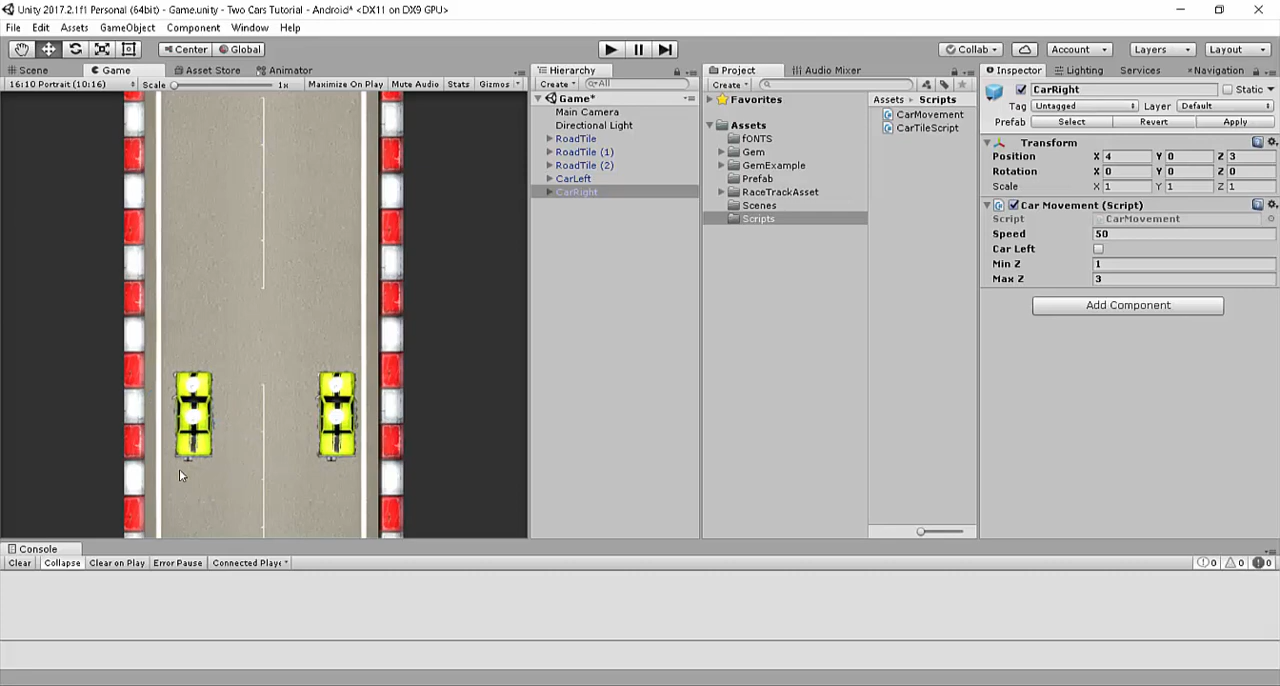 Unity 2017.2.1f1 Personal (64bit) - Game.unity - Two Cars Tutorial - Android* <DX11 on DX9 GPU>
File Edit Assets GameObject Component Window Help
Center Global Collab Account Layers Layout
Scene Game Asset Store Animator Hierarchy Project Audio Mixer Inspector Lighting Services Navigation
16:10 Portrait (10:16) Scale 1x Maximize On Play Mute Audio Stats Gizmos Create All Create CarRight Static
Game* Favorites Assets Scripts
Main Camera CarMovement Tag Untagged Layer Default
Directional Light Assets CarTileScript Prefab Select Revert Apply
RoadTile fONTS Transform
RoadTile (1) Gem Position X 4 Y 0 Z 3
RoadTile (2) GemExample Rotation X 0 Y 0 Z 0
CarLeft Prefab Scale X 1 Y 1 Z 1
CarRight RaceTrackAsset
Scenes Car Movement (Script)
Scripts Script CarMovement
Speed 50
Car Left
Min Z 1
Max Z 3
Add Component
Console
Clear Collapse Clear on Play Error Pause Connected Playe 0 0 0